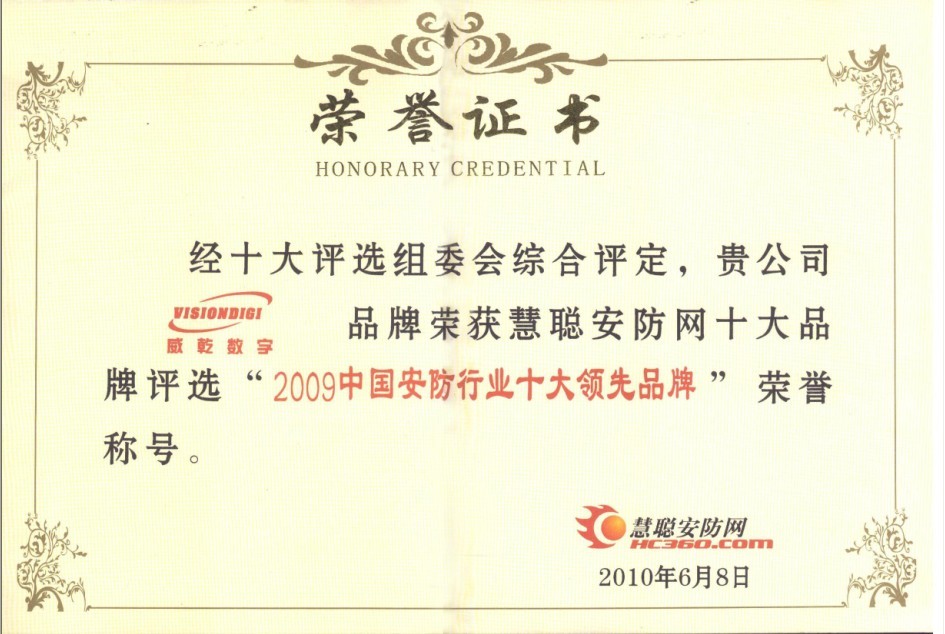 荣誉证书
HONORARY CREDENTIAL
经十大评选组委会综合评定，贵公司
VISIONDIGI
威乾数字
品牌荣获慧聪安防网十大品
牌评选“2009中国安防行业十大领先品牌”荣誉
称号。
慧聪安防网
HC360.com
2010年6月8日